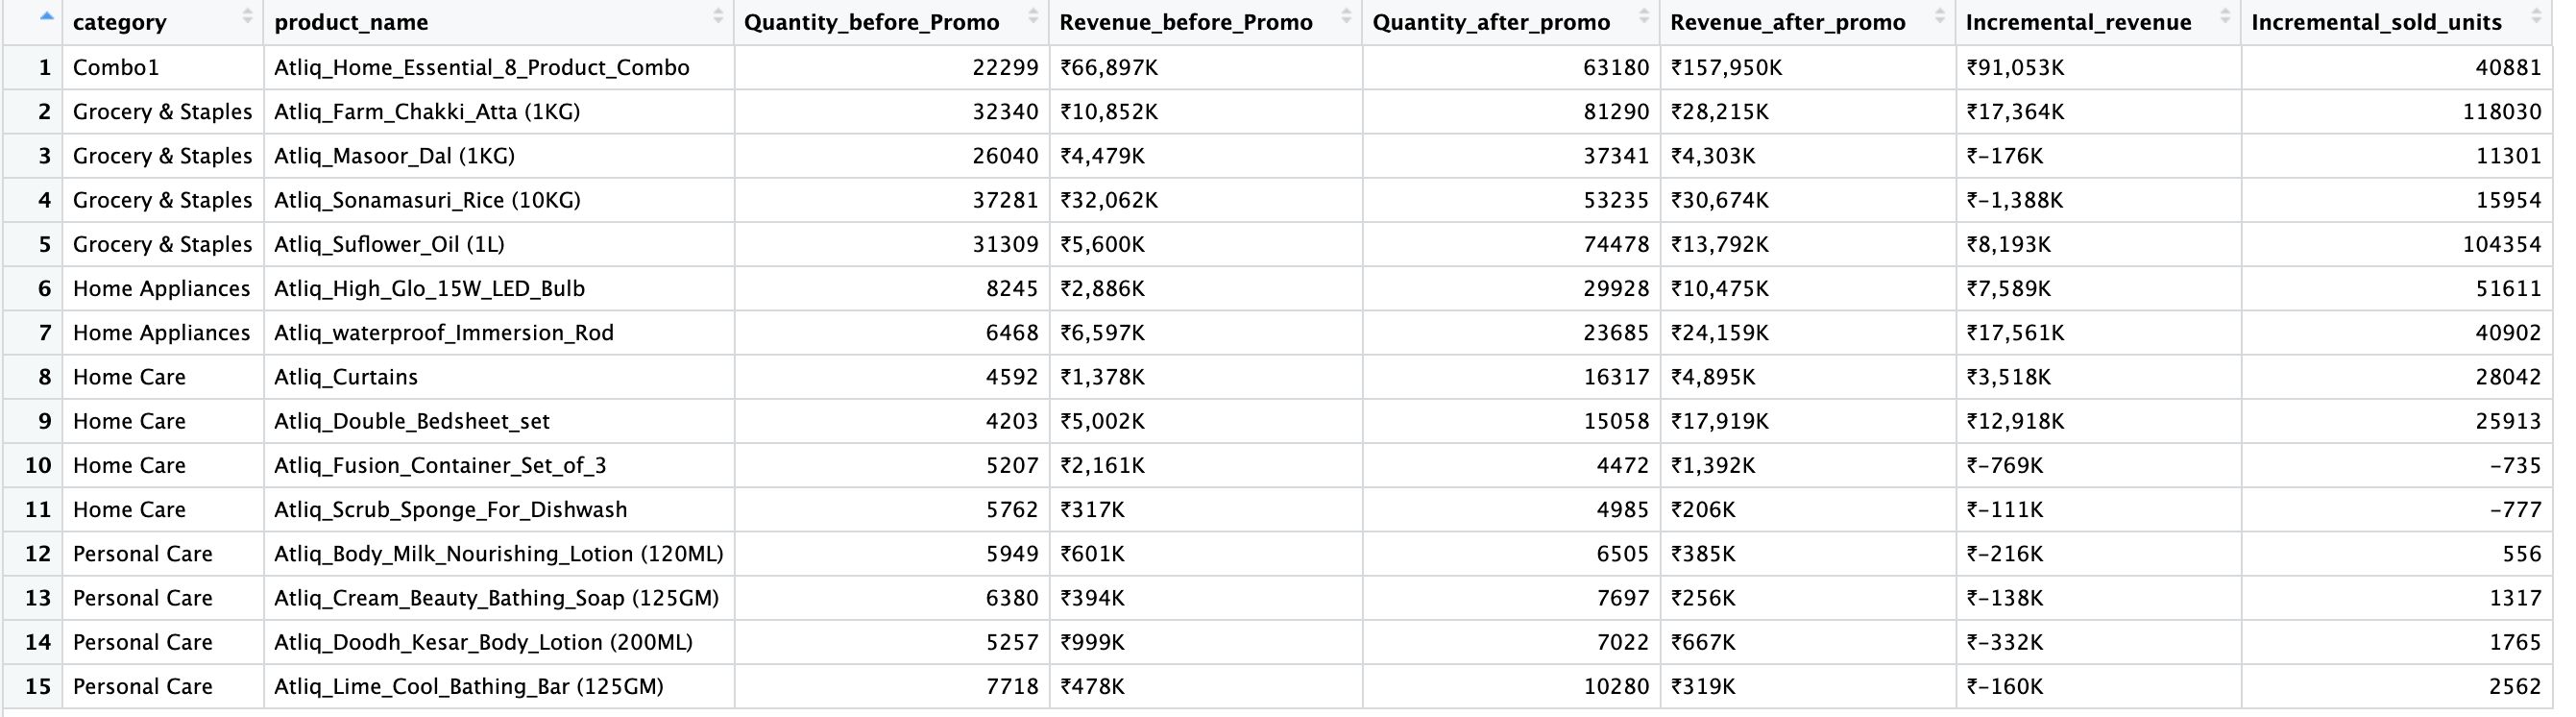 category product_name Quantity_before_Promo Revenue_before_Promo Quantity_after_promo Revenue_after_promo Incremental_revenue Incremental_sold_units
1 Combo1 Atliq_Home_Essential_8_Product_Combo 22299 ₹66,897K 63180 ₹157,950K ₹91,053K 40881
2 Grocery & Staples Atliq_Farm_Chakki_Atta (1KG) 32340 ₹10,852K 81290 ₹28,215K ₹17,364K 118030
3 Grocery & Staples Atliq_Masoor_Dal (1KG) 26040 ₹4,479K 37341 ₹4,303K ₹-176K 11301
4 Grocery & Staples Atliq_Sonamasuri_Rice (10KG) 37281 ₹32,062K 53235 ₹30,674K ₹-1,388K 15954
5 Grocery & Staples Atliq_Suflower_Oil (1L) 31309 ₹5,600K 74478 ₹13,792K ₹8,193K 104354
6 Home Appliances Atliq_High_Glo_15W_LED_Bulb 8245 ₹2,886K 29928 ₹10,475K ₹7,589K 51611
7 Home Appliances Atliq_waterproof_Immersion_Rod 6468 ₹6,597K 23685 ₹24,159K ₹17,561K 40902
8 Home Care Atliq_Curtains 4592 ₹1,378K 16317 ₹4,895K ₹3,518K 28042
9 Home Care Atliq_Double_Bedsheet_set 4203 ₹5,002K 15058 ₹17,919K ₹12,918K 25913
10 Home Care Atliq_Fusion_Container_Set_of_3 5207 ₹2,161K 4472 ₹1,392K ₹-769K -735
11 Home Care Atliq_Scrub_Sponge_For_Dishwash 5762 ₹317K 4985 ₹206K ₹-111K -777
12 Personal Care Atliq_Body_Milk_Nourishing_Lotion (120ML) 5949 ₹601K 6505 ₹385K ₹-216K 556
13 Personal Care Atliq_Cream_Beauty_Bathing_Soap (125GM) 6380 ₹394K 7697 ₹256K ₹-138K 1317
14 Personal Care Atliq_Doodh_Kesar_Body_Lotion (200ML) 5257 ₹999K 7022 ₹667K ₹-332K 1765
15 Personal Care Atliq_Lime_Cool_Bathing_Bar (125GM) 7718 ₹478K 10280 ₹319K ₹-160K 2562